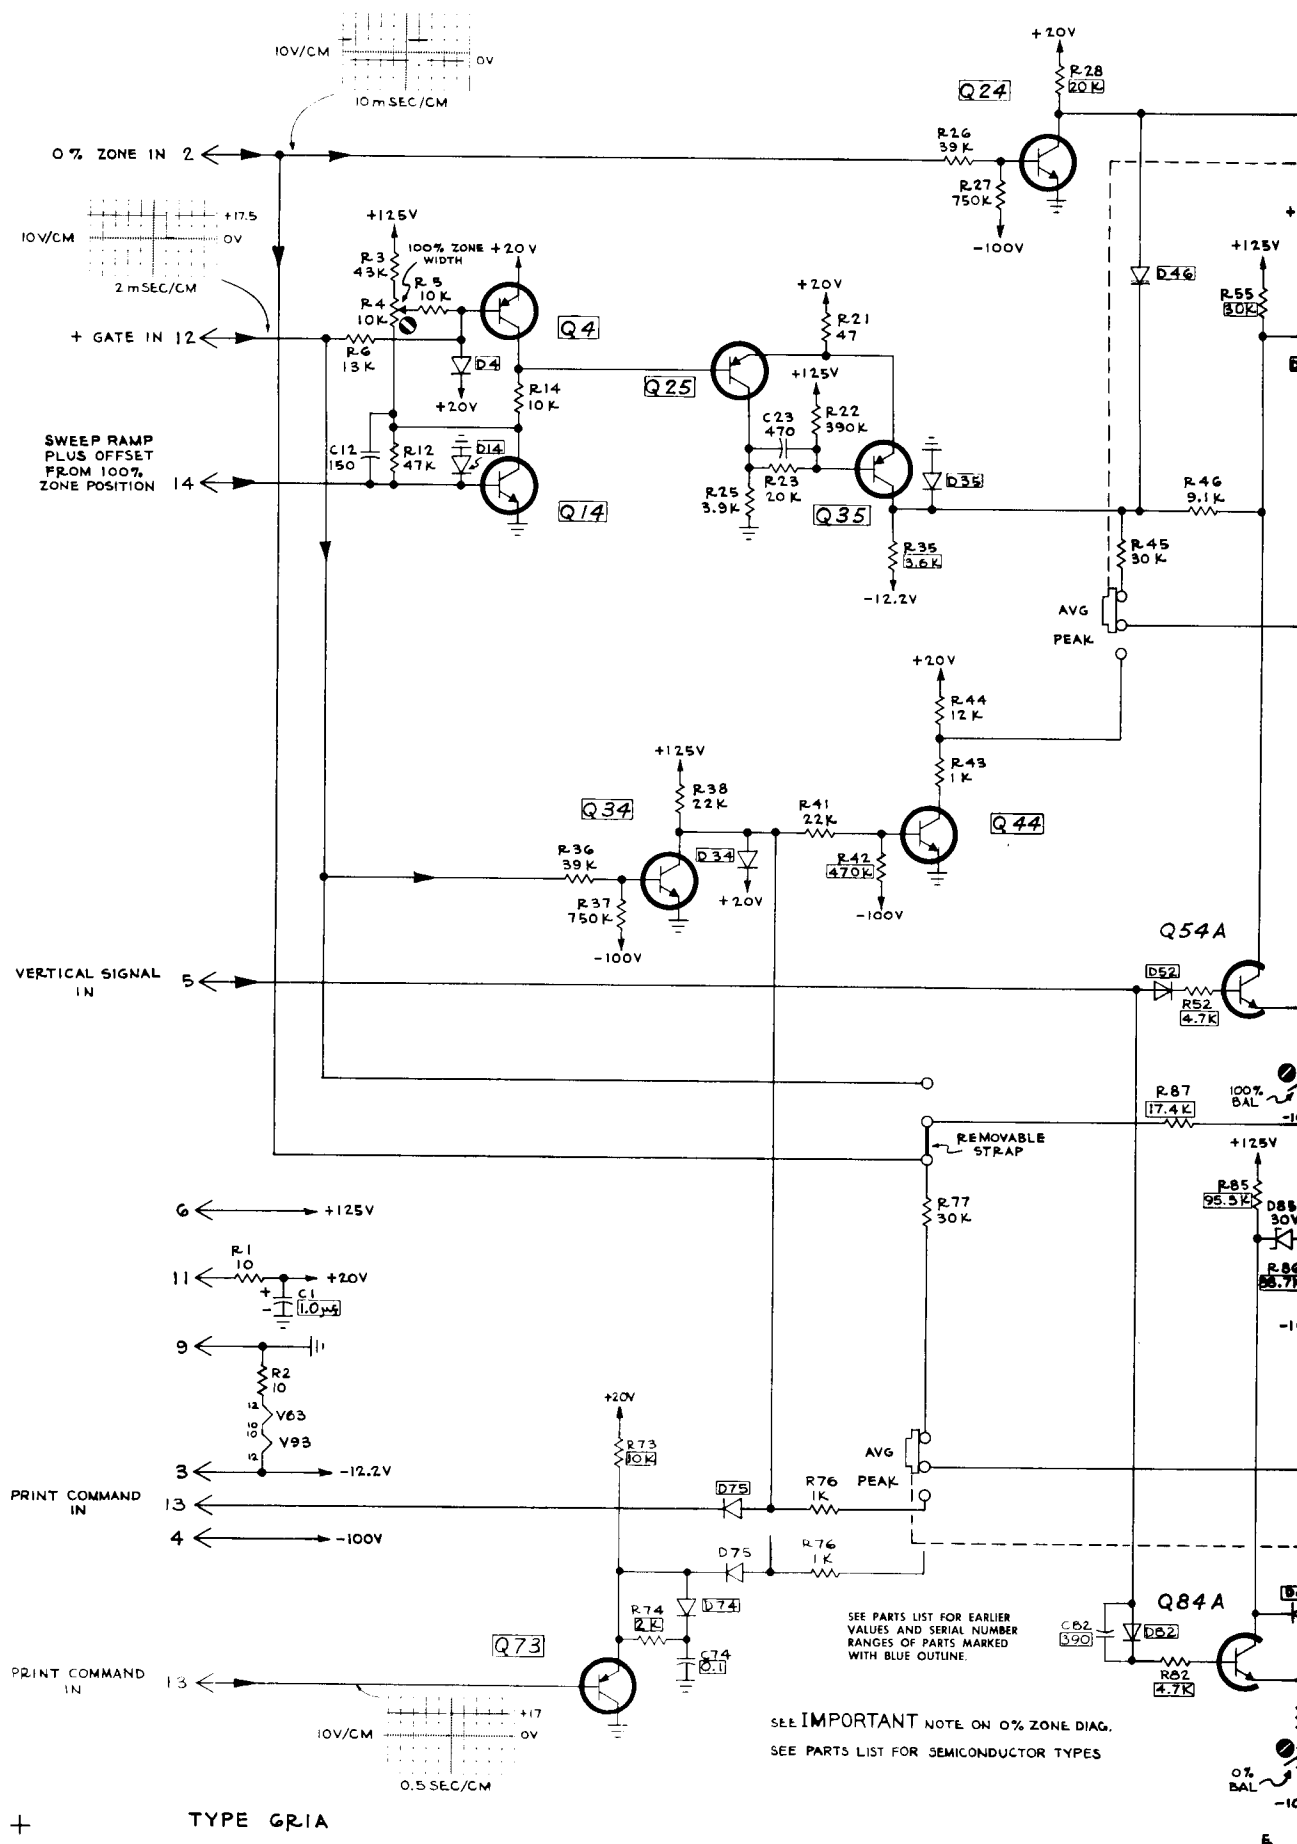 10V/CM
0V
10 mSEC/CM
+20V
R28
20K
Q24
0% ZONE IN 2
R26
39K
R27
750K
-100V
+17.5
10V/CM
0V
2 mSEC/CM
+125V
R3
43K
100% ZONE
WIDTH
+20V
R5
10K
R4
10K
Q4
+ GATE IN 12
R6
13K
D4
+20V
R14
10K
+20V
R21
47
Q25
+125V
R22
390K
C23
470
D46
+125V
R55
30K
SWEEP RAMP
PLUS OFFSET
FROM 100%
ZONE POSITION 14
C12
150
R12
47K
D14
Q14
R25
3.9K
R23
20K
Q35
D35
R46
9.1K
R35
3.6K
-12.2V
R45
30K
AVG
PEAK
+20V
R44
12K
R43
1K
+125V
R38
22K
Q34
R41
22K
Q44
R36
39K
D34
R42
470K
R37
750K
+20V
-100V
-100V
Q54A
VERTICAL SIGNAL
IN
5
D52
R52
4.7K
R87
17.4K
100%
BAL
REMOVABLE
STRAP
+125V
6
+125V
R77
30K
R85
95.3K
D85
30V
R1
10
11
+20V
+
-
C1
1.0µf
9
R2
10
12
V63
V93
12
3
-12.2V
+20V
R73
10K
AVG
PEAK
PRINT COMMAND
IN
13
D75
R76
1K
4
-100V
D75
R76
1K
R74
2K
D74
SEE PARTS LIST FOR EARLIER
VALUES AND SERIAL NUMBER
RANGES OF PARTS MARKED
WITH BLUE OUTLINE.
C82
390
D82
Q84A
Q73
C74
0.1
R82
4.7K
PRINT COMMAND
IN
13
+17
10V/CM
0V
0.5 SEC/CM
SEE IMPORTANT NOTE ON 0% ZONE DIAG.
SEE PARTS LIST FOR SEMICONDUCTOR TYPES
0%
BAL
TYPE 6R1A